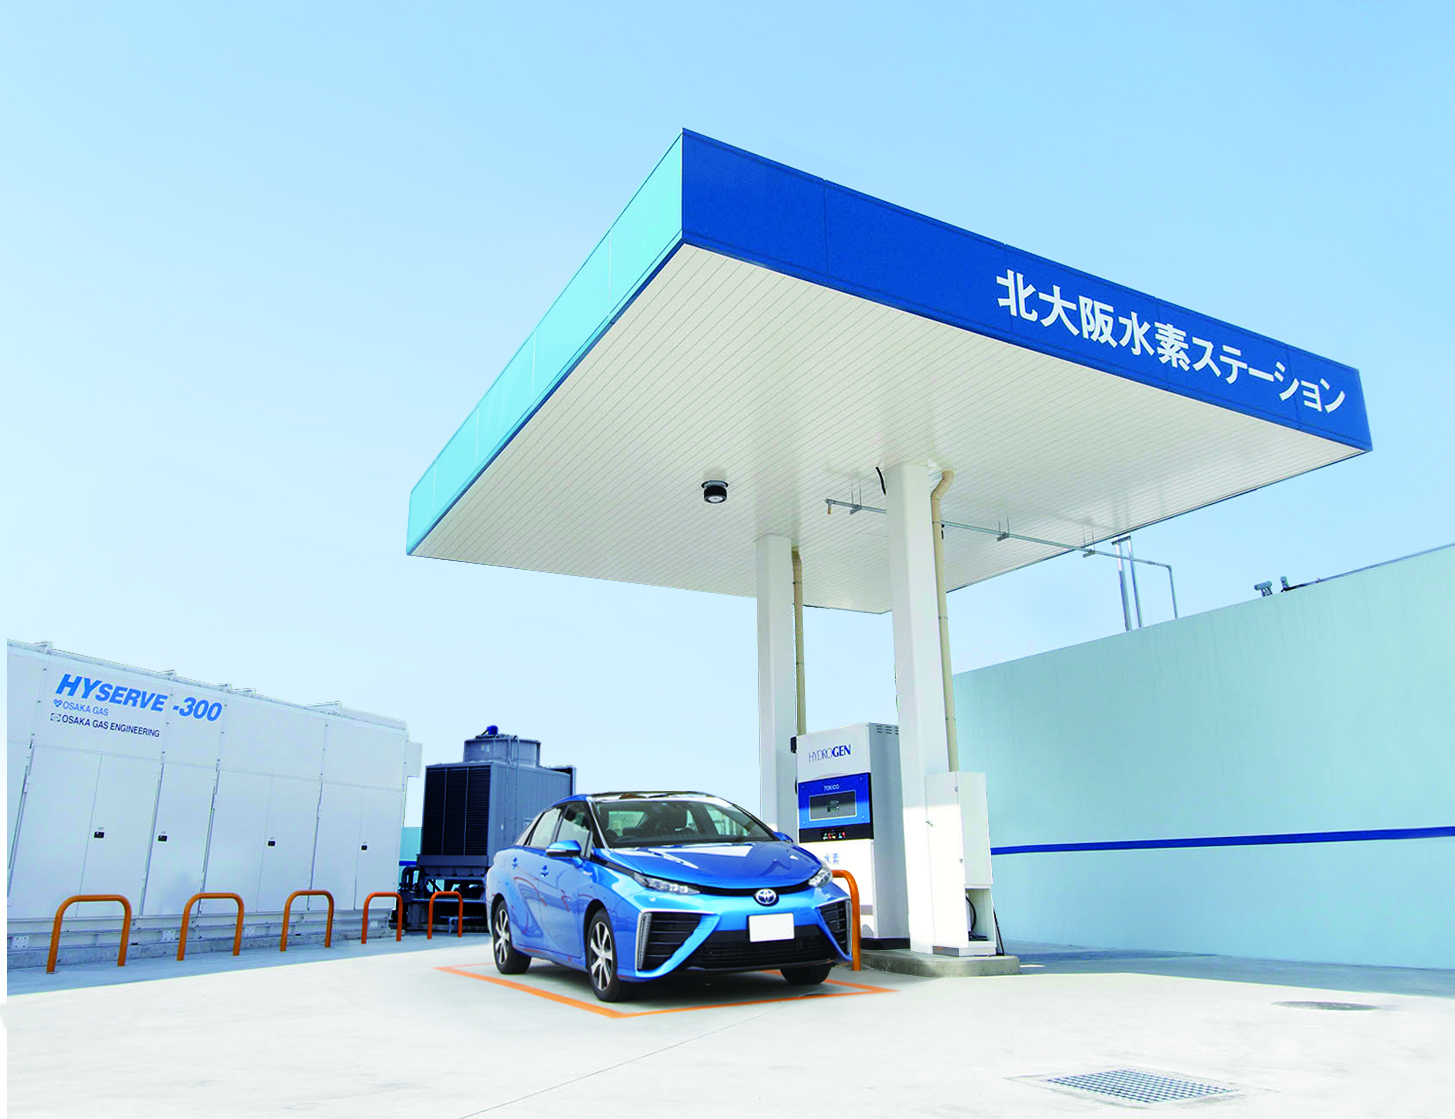 北大阪水素ステーション
HYSERVE -300
OSAKA GAS
OSAKA GAS ENGINEERING
HYDROGEN
TOKICO
水素